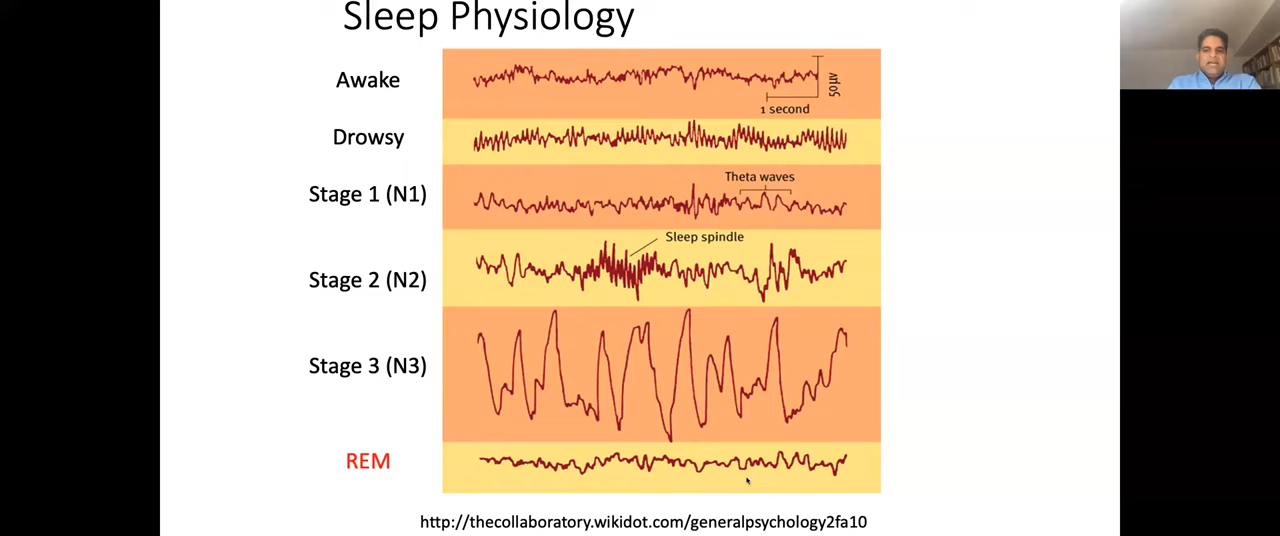 Sleep Physiology
Awake
50μv
1 second
Drowsy
Stage 1 (N1)
Theta waves
Stage 2 (N2)
Sleep spindle
Stage 3 (N3)
REM
http://thecollaboratory.wikidot.com/generalpsychology2fa10